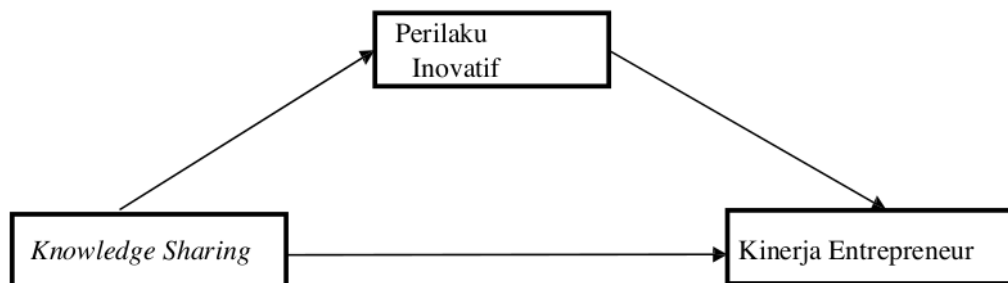 Perilaku
Inovatif
Knowledge Sharing
Kinerja Entrepreneur